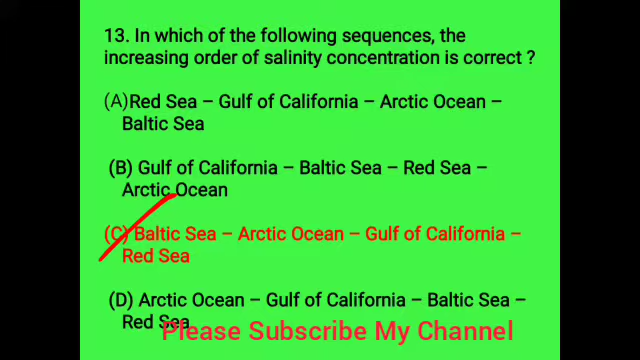 13. In which of the following sequences, the
increasing order of salinity concentration is correct ?
(A)Red Sea – Gulf of California – Arctic Ocean –
Baltic Sea
(B) Gulf of California – Baltic Sea – Red Sea –
Arctic Ocean
(C) Baltic Sea – Arctic Ocean – Gulf of California –
Red Sea
(D) Arctic Ocean – Gulf of California – Baltic Sea –
Red Sea
Please Subscribe My Channel